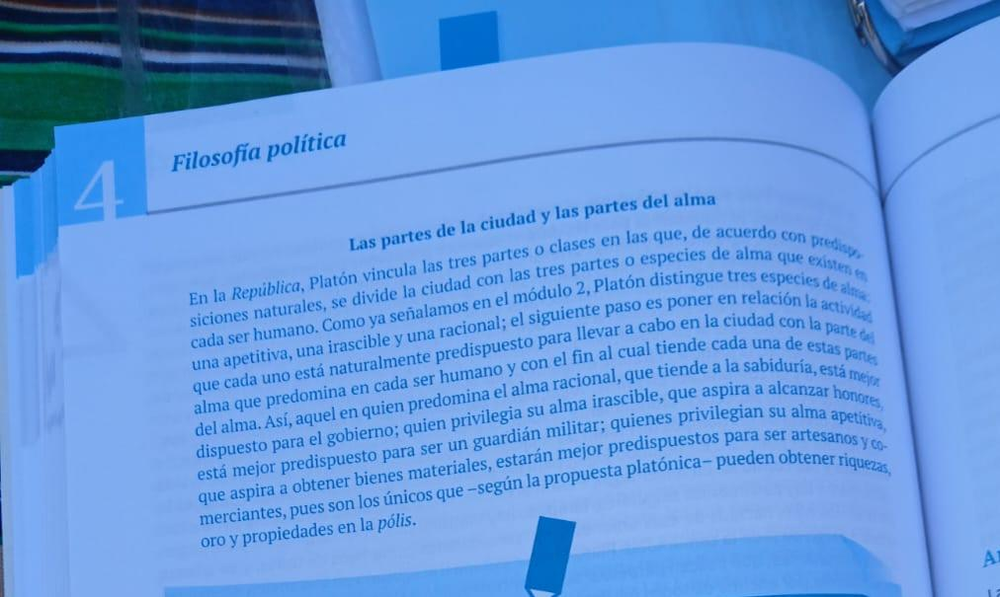 4
Filosofía política
Las partes de la ciudad y las partes del alma
En la República, Platón vincula las tres partes o clases en las que, de acuerdo con predispo-
siciones naturales, se divide la ciudad con las tres partes o especies de alma que existen en
cada ser humano. Como ya señalamos en el módulo 2, Platón distingue tres especies de alma:
una apetitiva, una irascible y una racional; el siguiente paso es poner en relación la actividad
que cada uno está naturalmente predispuesto para llevar a cabo en la ciudad con la parte del
alma que predomina en cada ser humano y con el fin al cual tiende cada una de estas partes
del alma. Así, aquel en quien predomina el alma racional, que tiende a la sabiduría, está mejor
dispuesto para el gobierno; quien privilegia su alma irascible, que aspira a alcanzar honores,
está mejor predispuesto para ser un guardián militar; quienes privilegian su alma apetitiva,
que aspira a obtener bienes materiales, estarán mejor predispuestos para ser artesanos y co-
merciantes, pues son los únicos que –según la propuesta platónica– pueden obtener riquezas,
oro y propiedades en la pólis.